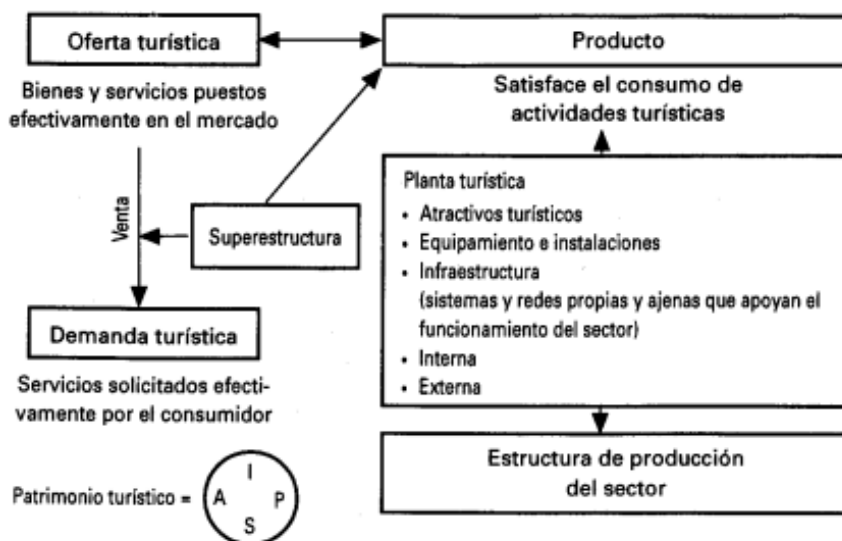 Oferta turística
Producto
Bienes y servicios puestos
efectivamente en el mercado
Satisface el consumo de
actividades turísticas
Venta
Superestructura
Planta turística
• Atractivos turísticos
• Equipamiento e instalaciones
• Infraestructura
(sistemas y redes propias y ajenas que apoyan el
funcionamiento del sector)
• Interna
• Externa
Demanda turística
Servicios solicitados efecti-
vamente por el consumidor
Estructura de producción
del sector
Patrimonio turístico =
I
A P
S